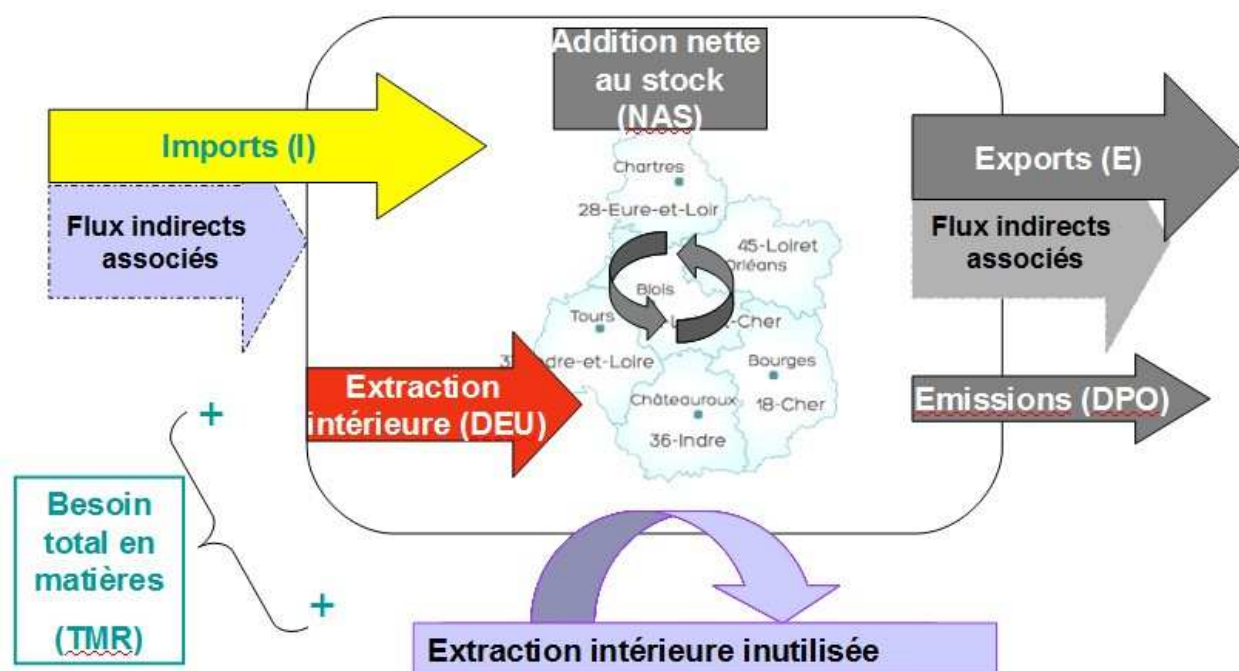 Addition nette
au stock
(NAS)
Imports (I)
Exports (E)
Flux indirects
associés
Flux indirects
associés
Chartres
28-Eure-et-Loir
45-Loiret
Orléans
Blois
-Cher
Tours
Indre-et-Loire
Bourges
18-Cher
Châteauroux
36-Indre
Extraction
intérieure (DEU)
Emissions (DPO)
+
Besoin
total en
matières
(TMR)
+
Extraction intérieure inutilisée